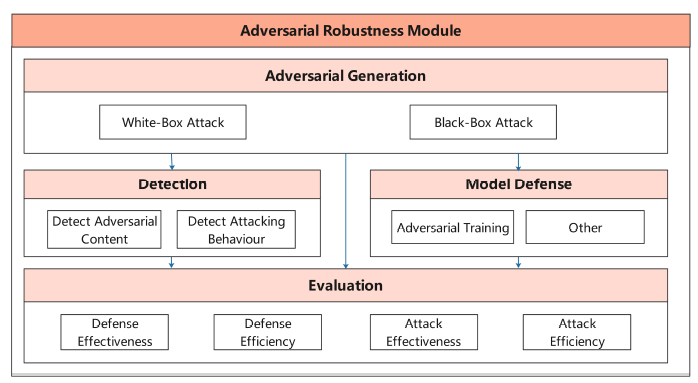 Adversarial Robustness Module
Adversarial Generation
White-Box Attack
Black-Box Attack
Detection
Detect Adversarial
Content
Detect Attacking
Behaviour
Model Defense
Adversarial Training
Other
Evaluation
Defense
Effectiveness
Defense
Efficiency
Attack
Effectiveness
Attack
Efficiency